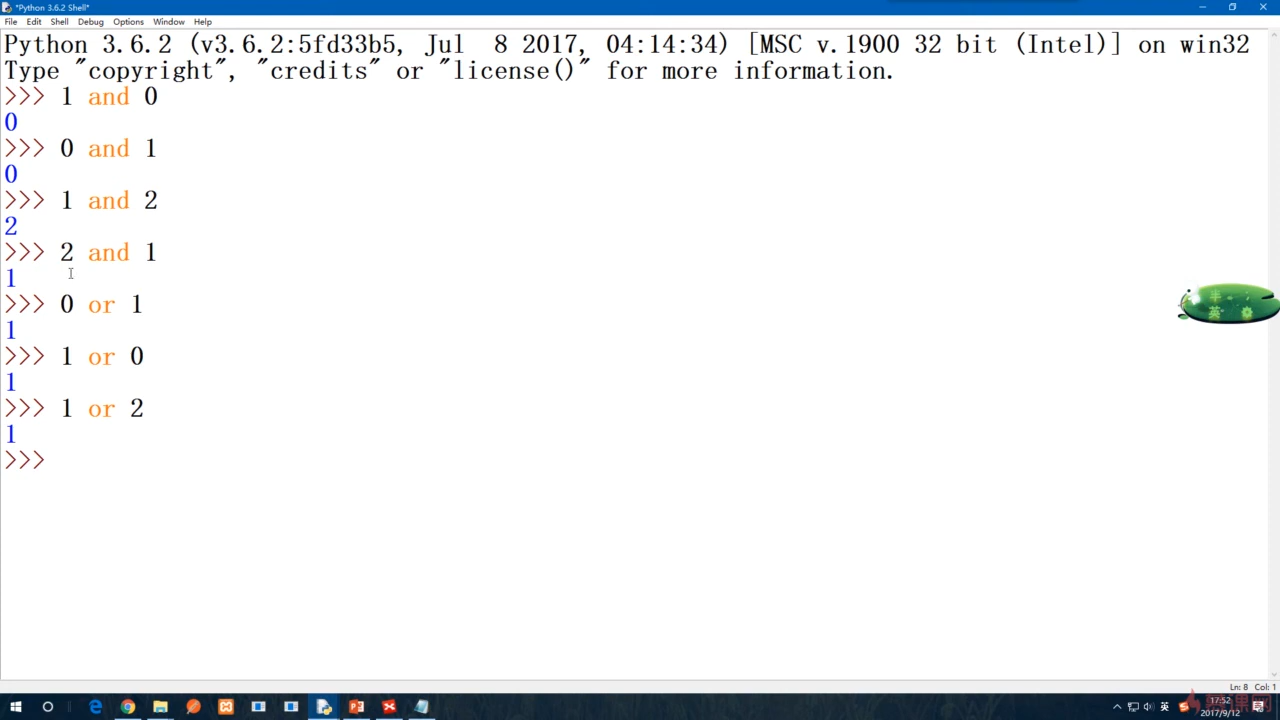 *Python 3.6.2 Shell*
File Edit Shell Debug Options Window Help
Python 3.6.2 (v3.6.2:5fd33b5, Jul  8 2017, 04:14:34) [MSC v.1900 32 bit (Intel)] on win32
Type "copyright", "credits" or "license()" for more information.
>>> 1 and 0
0
>>> 0 and 1
0
>>> 1 and 2
2
>>> 2 and 1
1
>>> 0 or 1
1
>>> 1 or 0
1
>>> 1 or 2
1
>>>
半
英
Ln: 8 Col: 1
英
17:52
2017/9/12